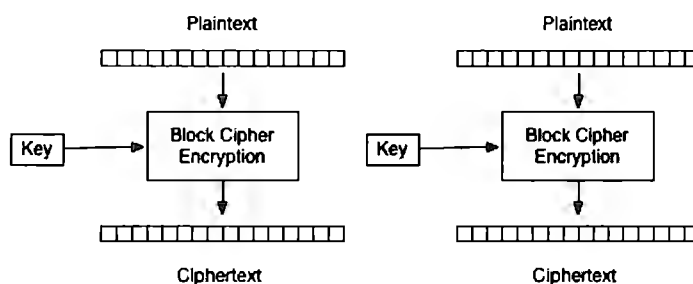 Plaintext
Plaintext
Block Cipher
Encryption
Key
Block Cipher
Encryption
Key
Ciphertext
Ciphertext